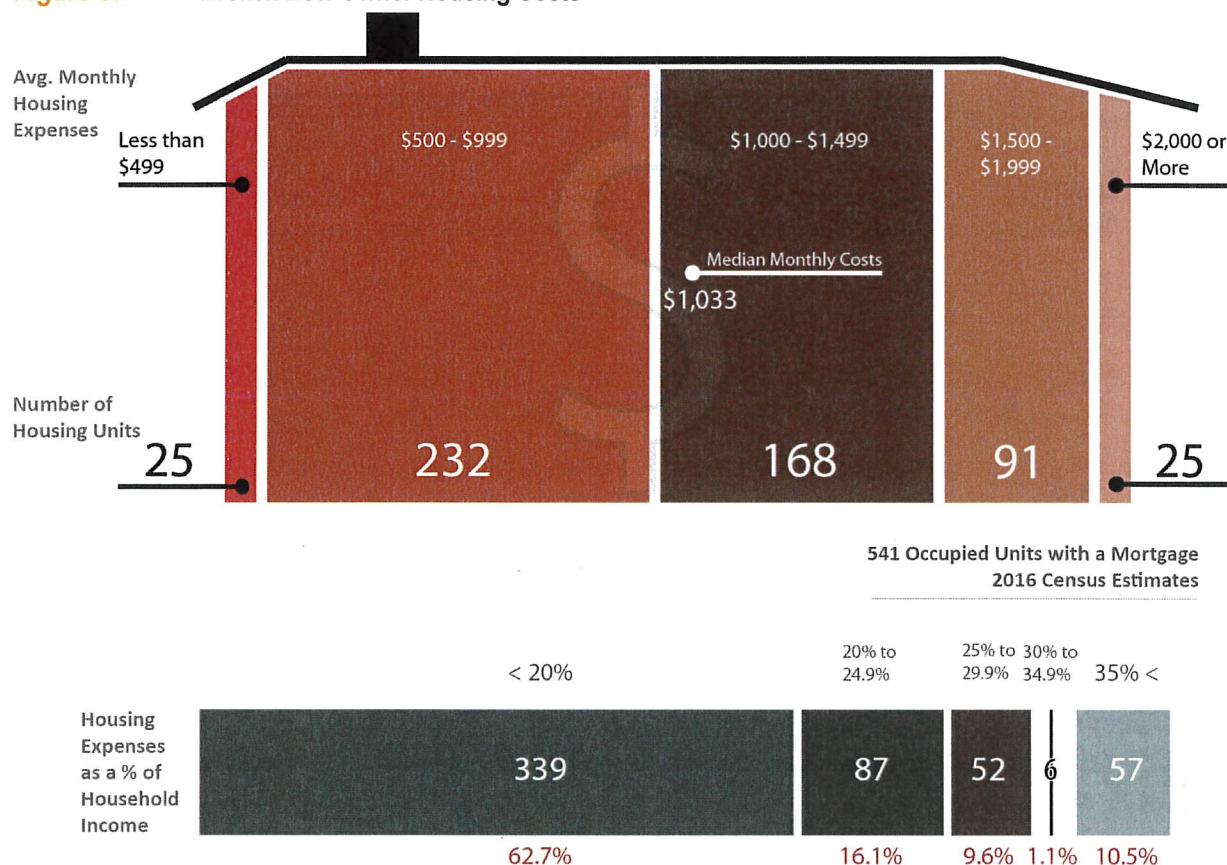 Avg. Monthly
Housing
Expenses
Less than
$499
$500 - $999
$1,000 - $1,499
$1,500 -
$1,999
$2,000 or
More
Median Monthly Costs
$1,033
Number of
Housing Units
25
232
168
91
25
541 Occupied Units with a Mortgage
2016 Census Estimates
< 20%
20% to
24.9%
25% to
29.9%
30% to
34.9%
35% <
Housing
Expenses
as a % of
Household
Income
339
87
52
6
57
62.7%
16.1%
9.6%
1.1%
10.5%